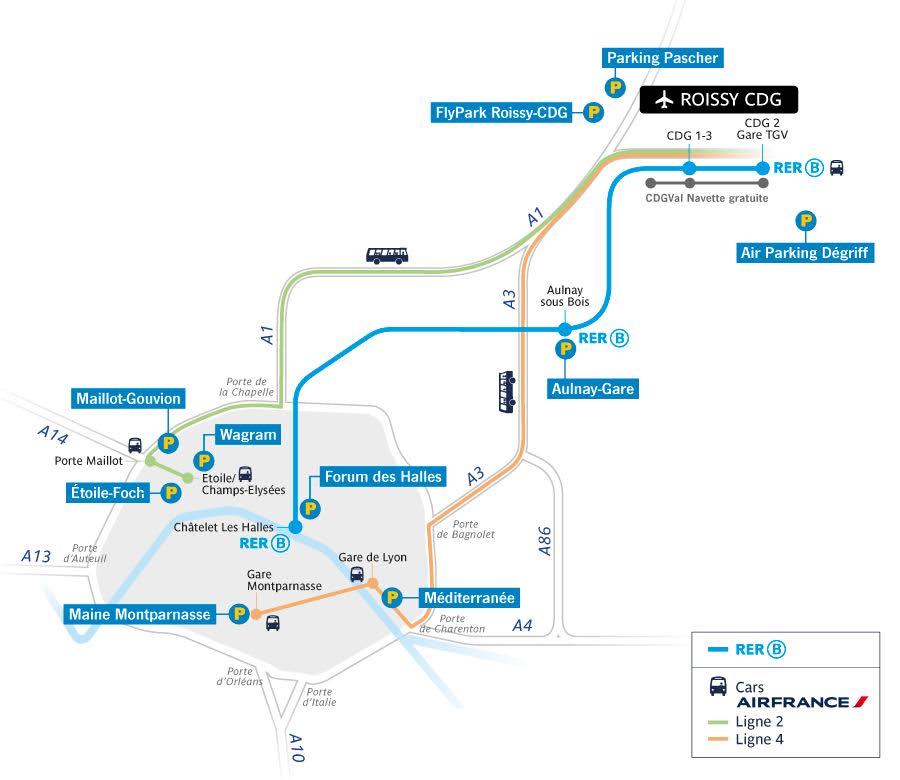 Parking Pascher
P
FlyPark Roissy-CDG
P
ROISSY CDG
CDG 1-3
CDG 2
Gare TGV
RER B
CDGVal Navette gratuite
P
Air Parking Dégriff
A1
A3
Aulnay
sous Bois
RER B
P
Aulnay-Gare
A1
Porte de
la Chapelle
Maillot-Gouvion
P
A14
Wagram
P
Porte Maillot
Etoile/
Champs-Elysées
Étoile-Foch
P
Forum des Halles
P
A3
Châtelet Les Halles
RER B
Porte
de Bagnolet
A86
A13
Porte
d'Auteuil
Gare de Lyon
Gare
Montparnasse
Maine Montparnasse
P
P
Méditerranée
Porte
de Charenton
A4
Porte
d'Orléans
Porte
d'Italie
A10
RER B
Cars
AIRFRANCE
Ligne 2
Ligne 4